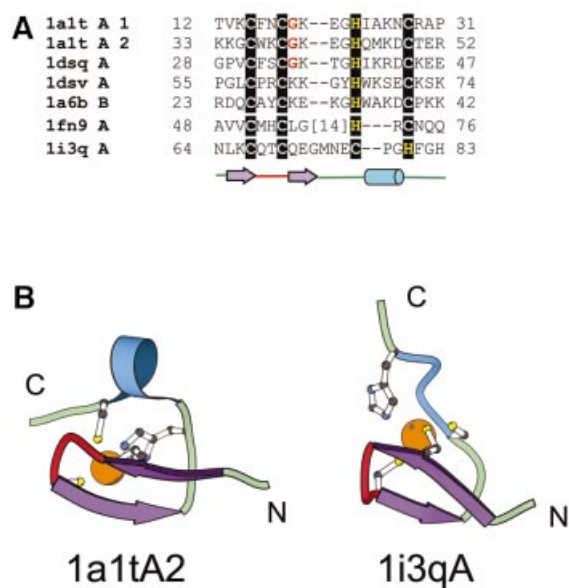 A
1a1t A 1 12 TVKCFNCGK--EGHIAKNCRAP 31
1a1t A 2 33 KKGCWKCGK--EGHQMKDCTER 52
1dsq A 28 GPVCFSCGK--TGHIKRDCKEE 47
1dsv A 55 PGLCPRCKK--GYHWKSECKSK 74
1a6b B 23 RDQCAYCKE-KGHWAKDCPKK 42
1fn9 A 48 AVVCMHCLG[14]H---RCNQQ 76
1i3q A 64 NLKCQTCQEGMNEC--PGHFGH 83
B
C
C
N
N
1a1tA2
1i3qA